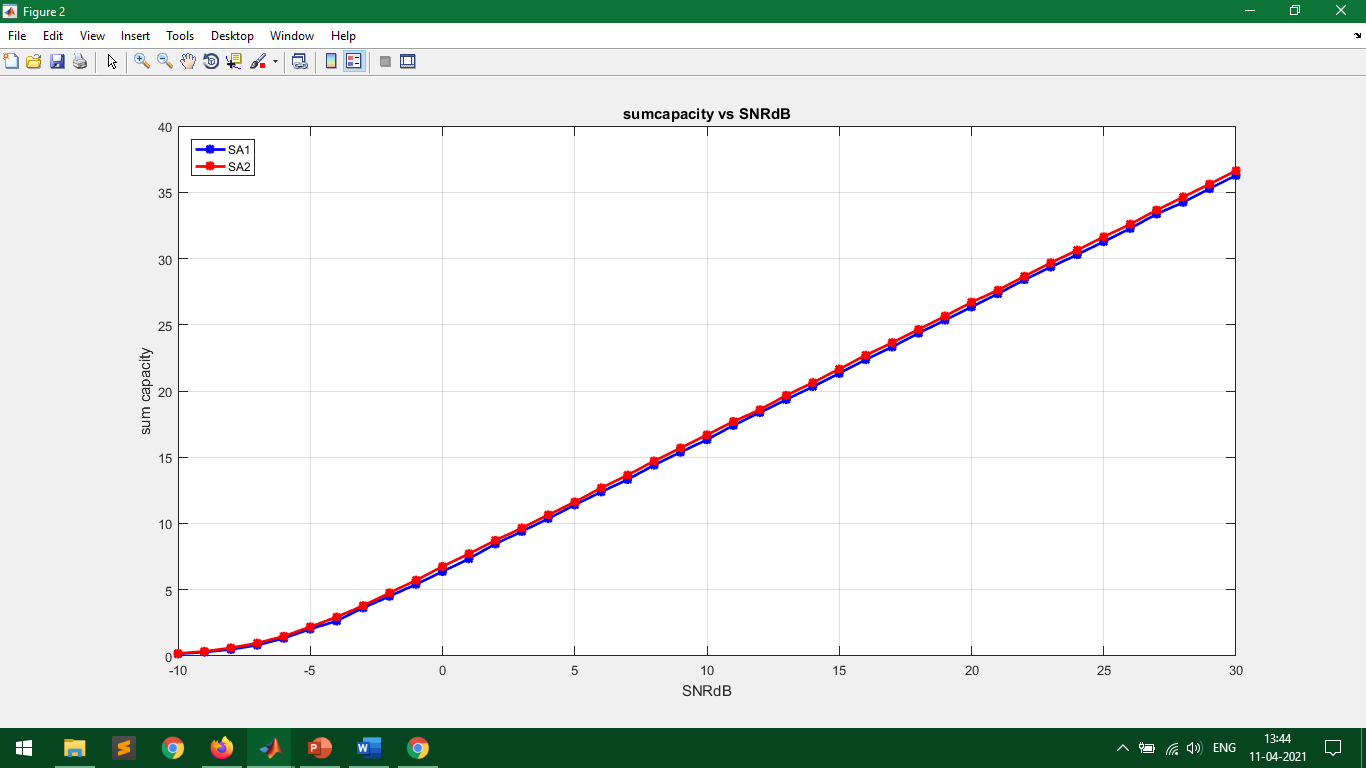 Figure 2
File Edit View Insert Tools Desktop Window Help
sumcapacity vs SNRdB
SA1
SA2
40
35
30
25
20
15
10
5
0
sum capacity
-10 -5 0 5 10 15 20 25 30
SNRdB
P
W
ENG
13:44
11-04-2021